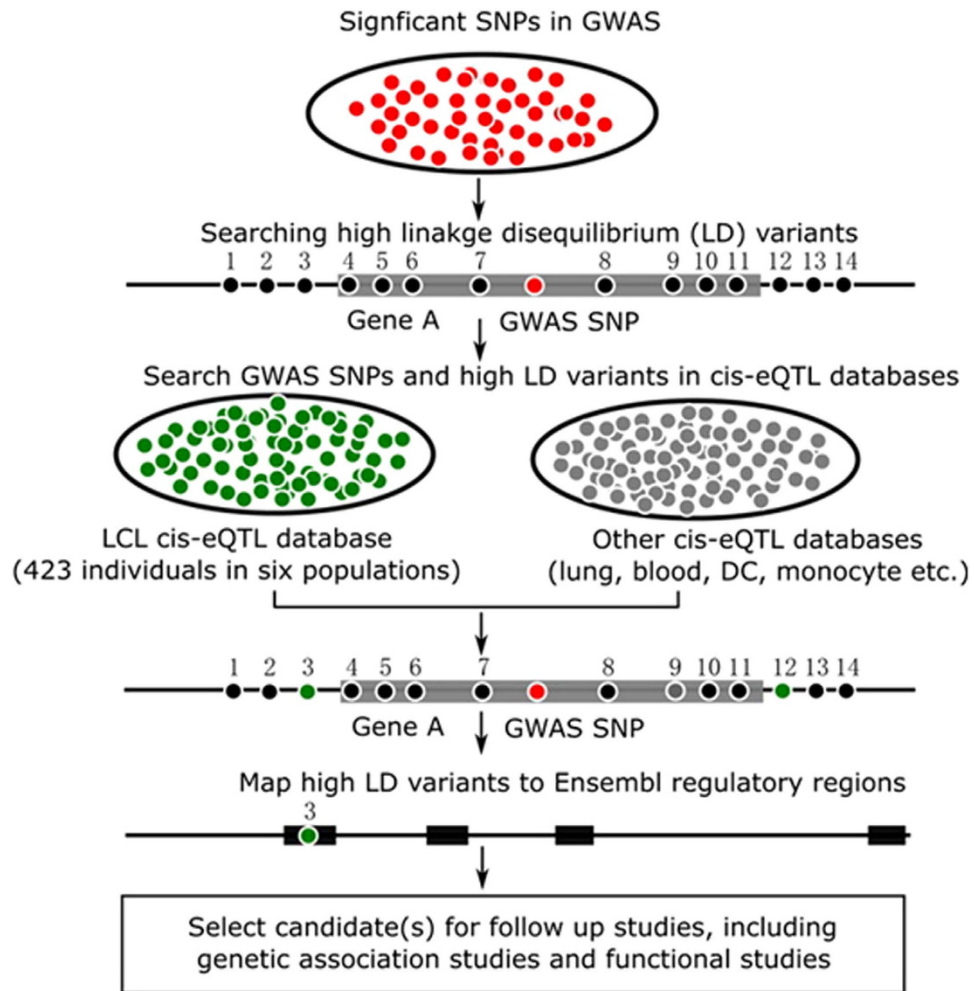 Signficant SNPs in GWAS
Searching high linakge disequilibrium (LD) variants
1 2 3 4 5 6 7 8 9 10 11 12 13 14
Gene A GWAS SNP
Search GWAS SNPs and high LD variants in cis-eQTL databases
LCL cis-eQTL database
(423 individuals in six populations)
Other cis-eQTL databases
(lung, blood, DC, monocyte etc.)
1 2 3 4 5 6 7 8 9 10 11 12 13 14
Gene A GWAS SNP
Map high LD variants to Ensembl regulatory regions
3
Select candidate(s) for follow up studies, including
genetic association studies and functional studies